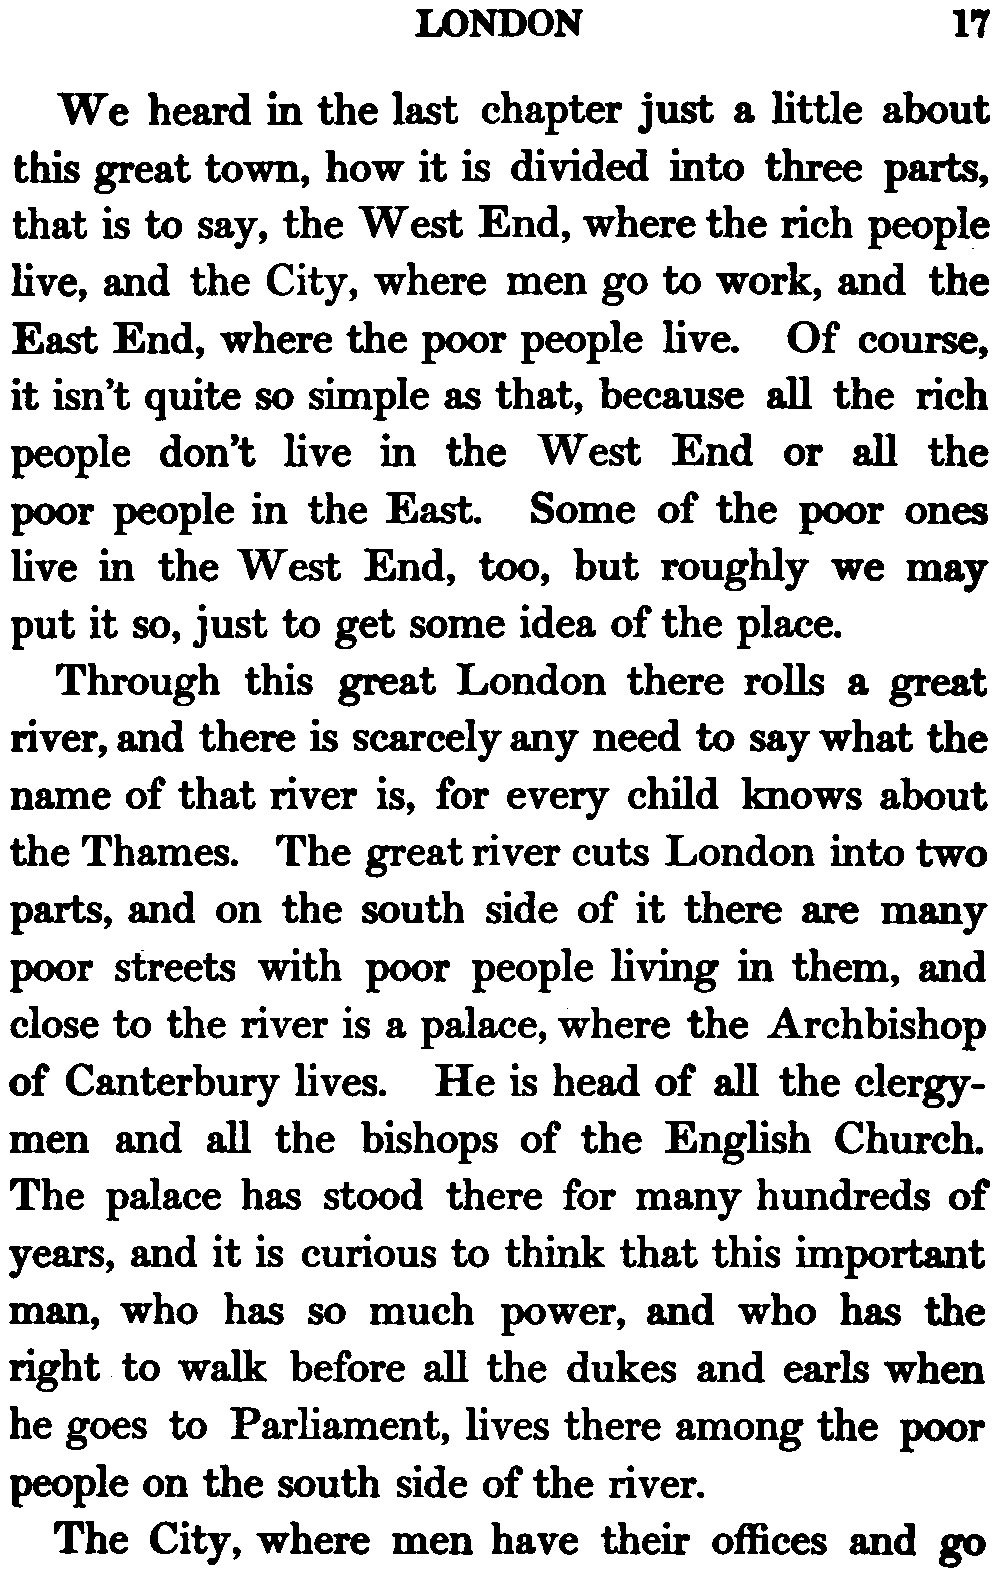 LONDON 17
We heard in the last chapter just a little about
this great town, how it is divided into three parts,
that is to say, the West End, where the rich people
live, and the City, where men go to work, and the
East End, where the poor people live. Of course,
it isn't quite so simple as that, because all the rich
people don't live in the West End or all the
poor people in the East. Some of the poor ones
live in the West End, too, but roughly we may
put it so, just to get some idea of the place.
Through this great London there rolls a great
river, and there is scarcely any need to say what the
name of that river is, for every child knows about
the Thames. The great river cuts London into two
parts, and on the south side of it there are many
poor streets with poor people living in them, and
close to the river is a palace, where the Archbishop
of Canterbury lives. He is head of all the clergy-
men and all the bishops of the English Church.
The palace has stood there for many hundreds of
years, and it is curious to think that this important
man, who has so much power, and who has the
right to walk before all the dukes and earls when
he goes to Parliament, lives there among the poor
people on the south side of the river.
The City, where men have their offices and go